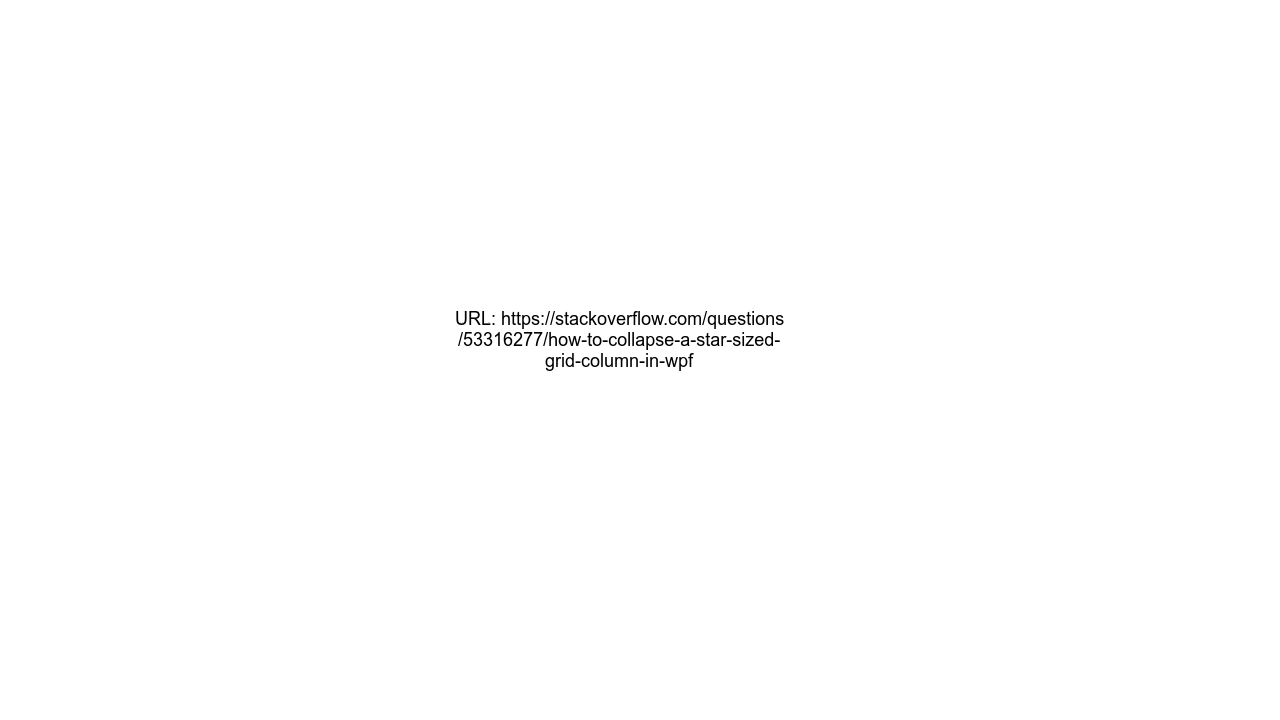 URL: https://stackoverflow.com/questions
/53316277/how-to-collapse-a-star-sized-
grid-column-in-wpf